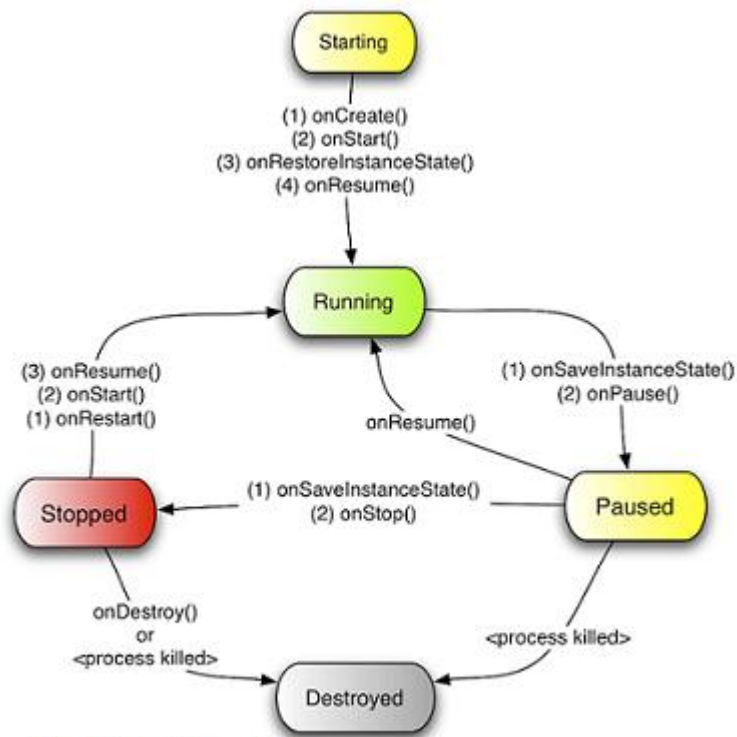 Starting
(1) onCreate()
(2) onStart()
(3) onRestoreInstanceState()
(4) onResume()
Running
(3) onResume()
(2) onStart()
(1) onRestart()
(1) onSaveInstanceState()
(2) onPause()
onResume()
Stopped
(1) onSaveInstanceState()
(2) onStop()
Paused
onDestroy()
or
<process killed>
<process killed>
Destroyed